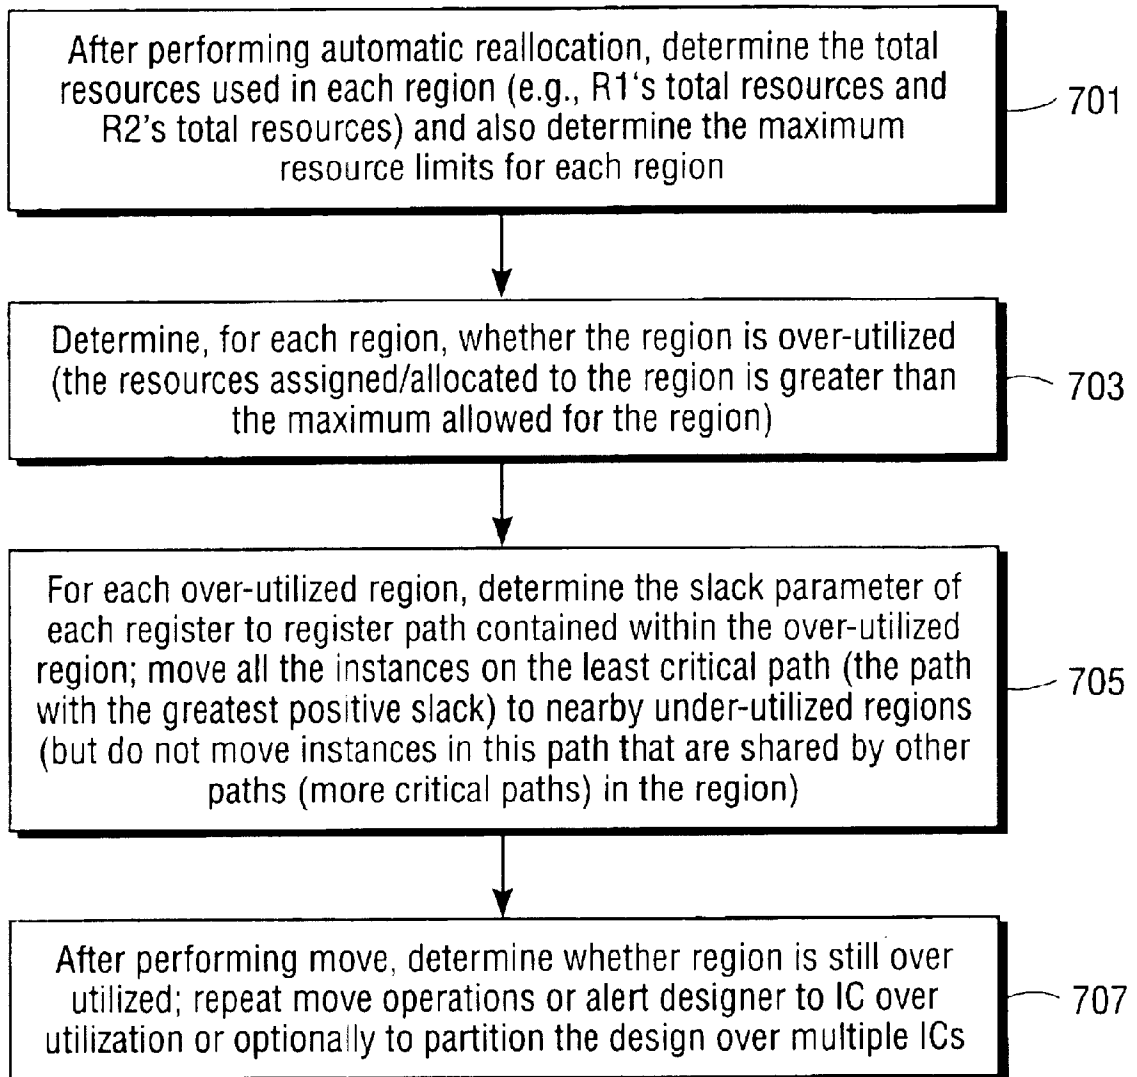 After performing automatic reallocation, determine the total
resources used in each region (e.g., R1‘s total resources and
R2's total resources) and also determine the maximum
resource limits for each region
701
Determine, for each region, whether the region is over-utilized
(the resources assigned/allocated to the region is greater than
the maximum allowed for the region)
703
For each over-utilized region, determine the slack parameter of
each register to register path contained within the over-utilized
region; move all the instances on the least critical path (the path
with the greatest positive slack) to nearby under-utilized regions
(but do not move instances in this path that are shared by other
paths (more critical paths) in the region)
705
After performing move, determine whether region is still over
utilized; repeat move operations or alert designer to IC over
utilization or optionally to partition the design over multiple ICs
707